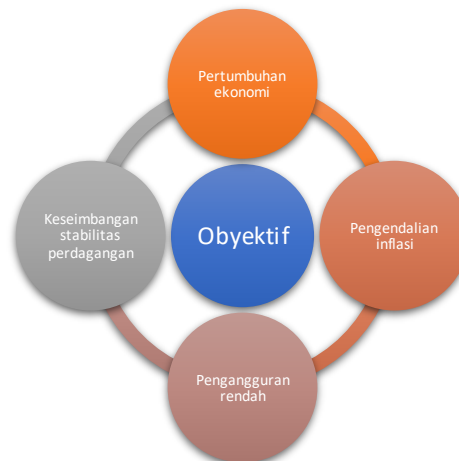 Pertumbuhan
ekonomi
Keseimbangan
stabilitas
perdagangan
Obyektif
Pengendalian
inflasi
Pengangguran
rendah